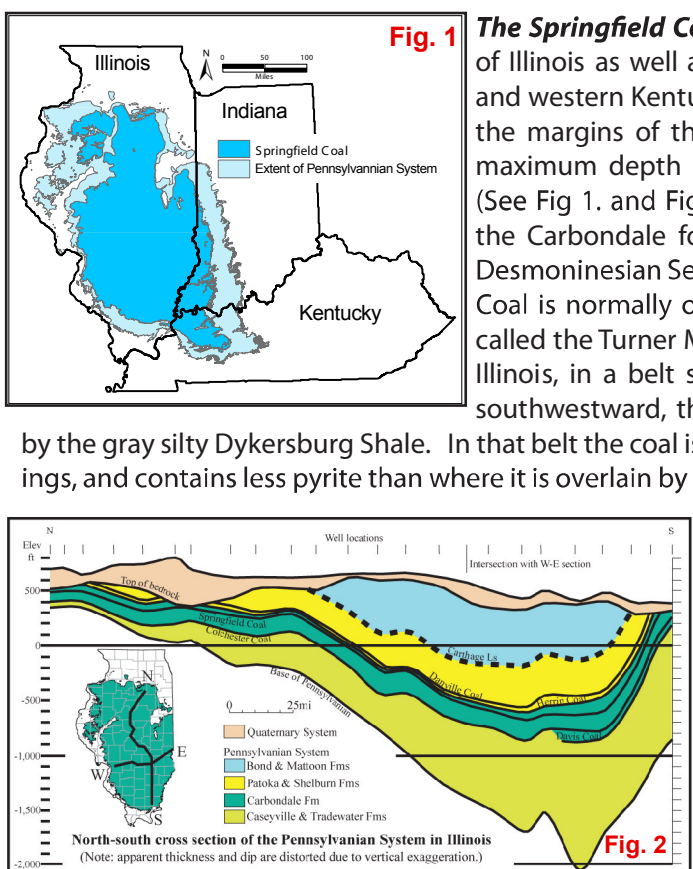 Fig. 1
N
0 50 100
Miles
Illinois
Indiana
Springfield Coal
Extent of Pennsylvannian System
Kentucky
The Springfield Co
of Illinois as well a
and western Kentu
the margins of th
maximum depth
(See Fig 1. and Fig
the Carbondale fo
Desmoninesian Se
Coal is normally o
called the Turner M
Illinois, in a belt s
southwestward, th
by the gray silty Dykersburg Shale. In that belt the coal is
ings, and contains less pyrite than where it is overlain by
N
S
Elev
ft
Well locations
Intersection with W-E section
500
0
-500
-1,000
-1,500
-2,000
Top of bedrock
Springfield Coal
Colchester Coal
Base of Pennsylvanian
Carthage Ls
Danville Coal
Herrin Coal
Davis Coal
N
E
W
S
0 25mi
Quaternary System
Pennsylvanian System
Bond & Mattoon Fms
Patoka & Shelburn Fms
Carbondale Fm
Caseyville & Tradewater Fms
North-south cross section of the Pennsylvanian System in Illinois
(Note: apparent thickness and dip are distorted due to vertical exaggeration.)
Fig. 2